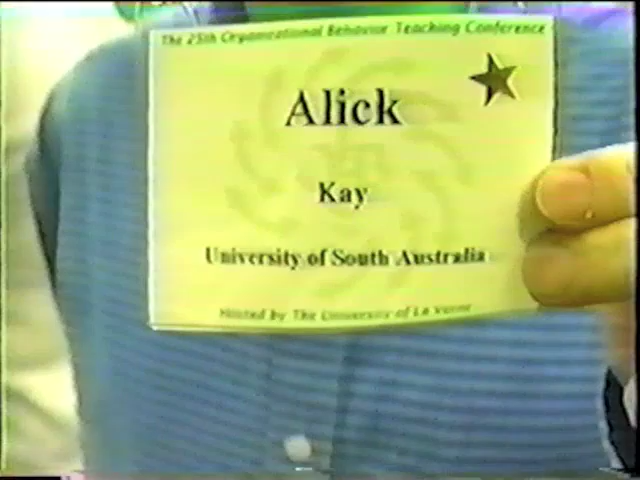 The 25th Organizational Behavior Teaching Conference
Alick
Kay
University of South Australia
Hosted by The University of La Verne